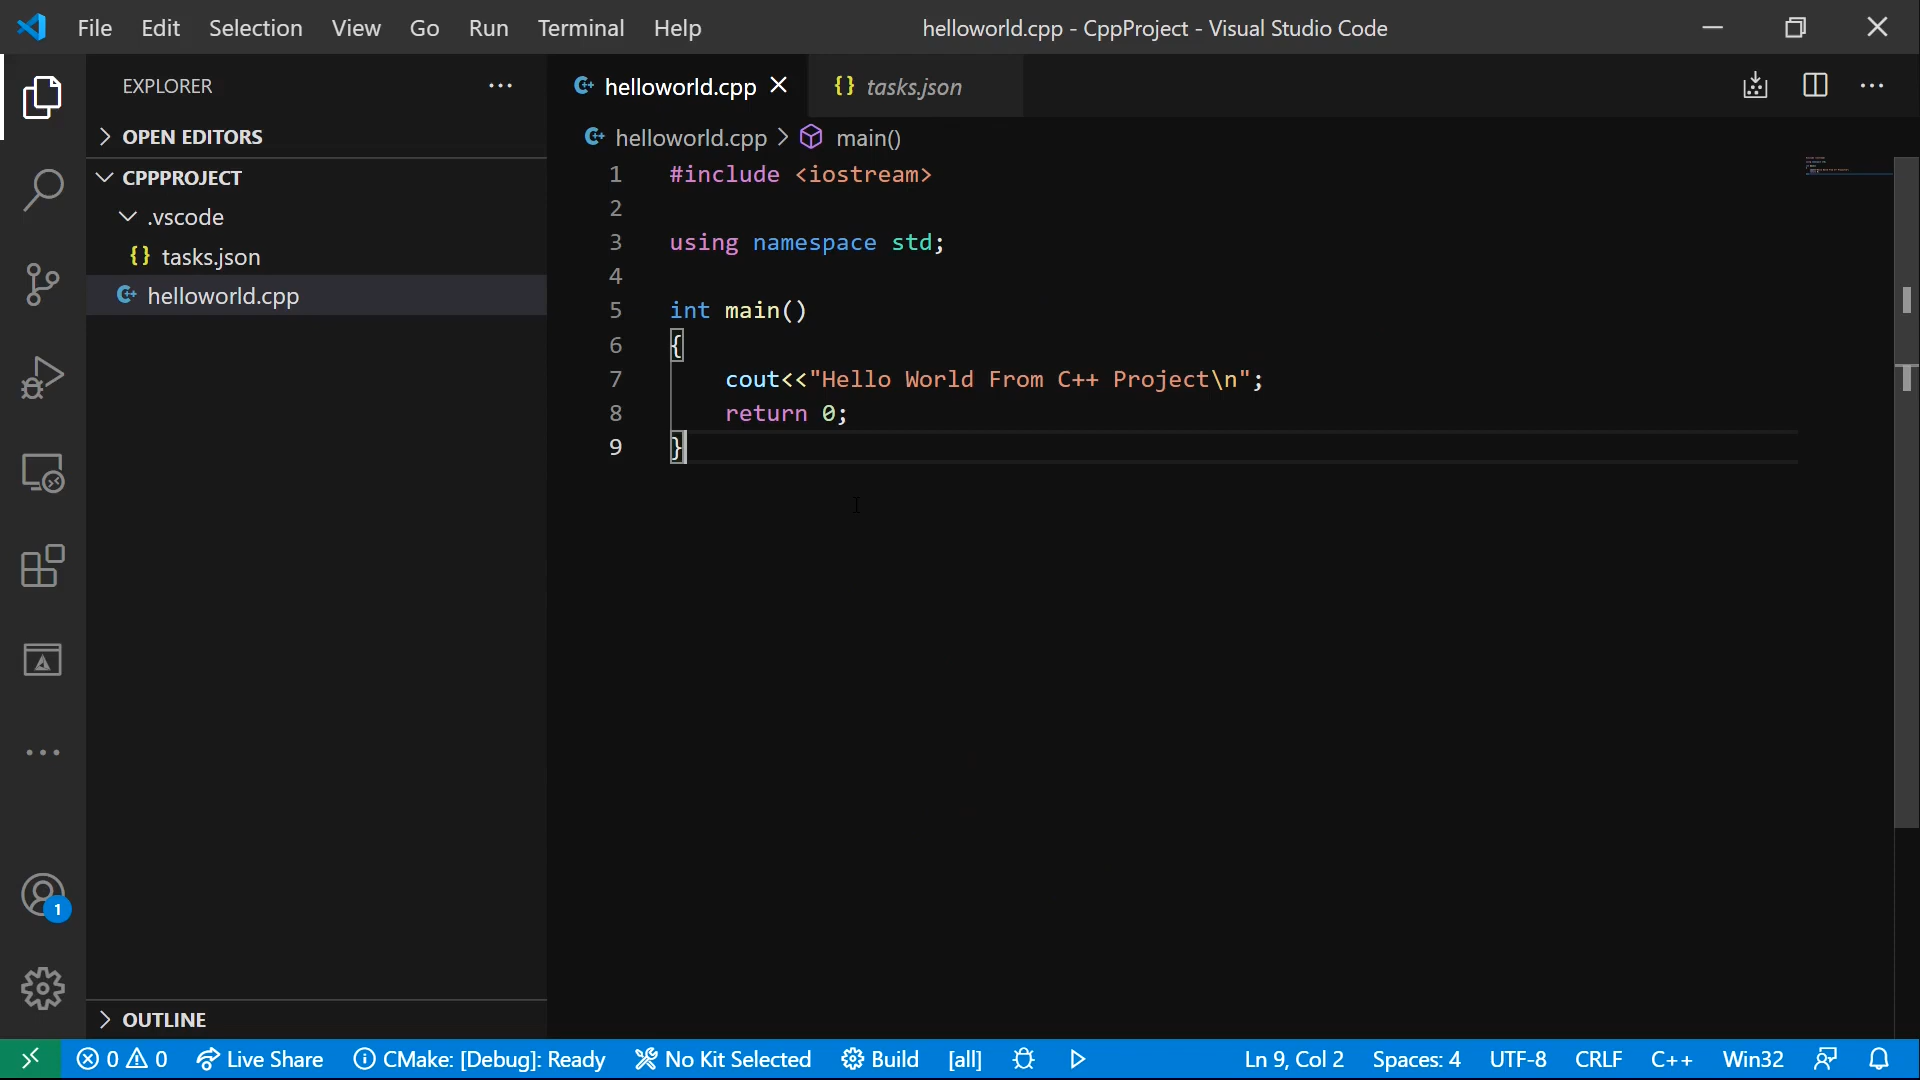 File Edit Selection View Go Run Terminal Help helloworld.cpp - CppProject - Visual Studio Code
EXPLORER
OPEN EDITORS
CPPPROJECT
.vscode
{} tasks.json
helloworld.cpp
helloworld.cpp {} tasks.json
helloworld.cpp > main()
1 #include <iostream>
2
3 using namespace std;
4
5 int main()
6 {
7 cout<<"Hello World From C++ Project\n";
8 return 0;
9 }
1
OUTLINE
0 0 Live Share CMake: [Debug]: Ready No Kit Selected Build [all] Ln 9, Col 2 Spaces: 4 UTF-8 CRLF C++ Win32